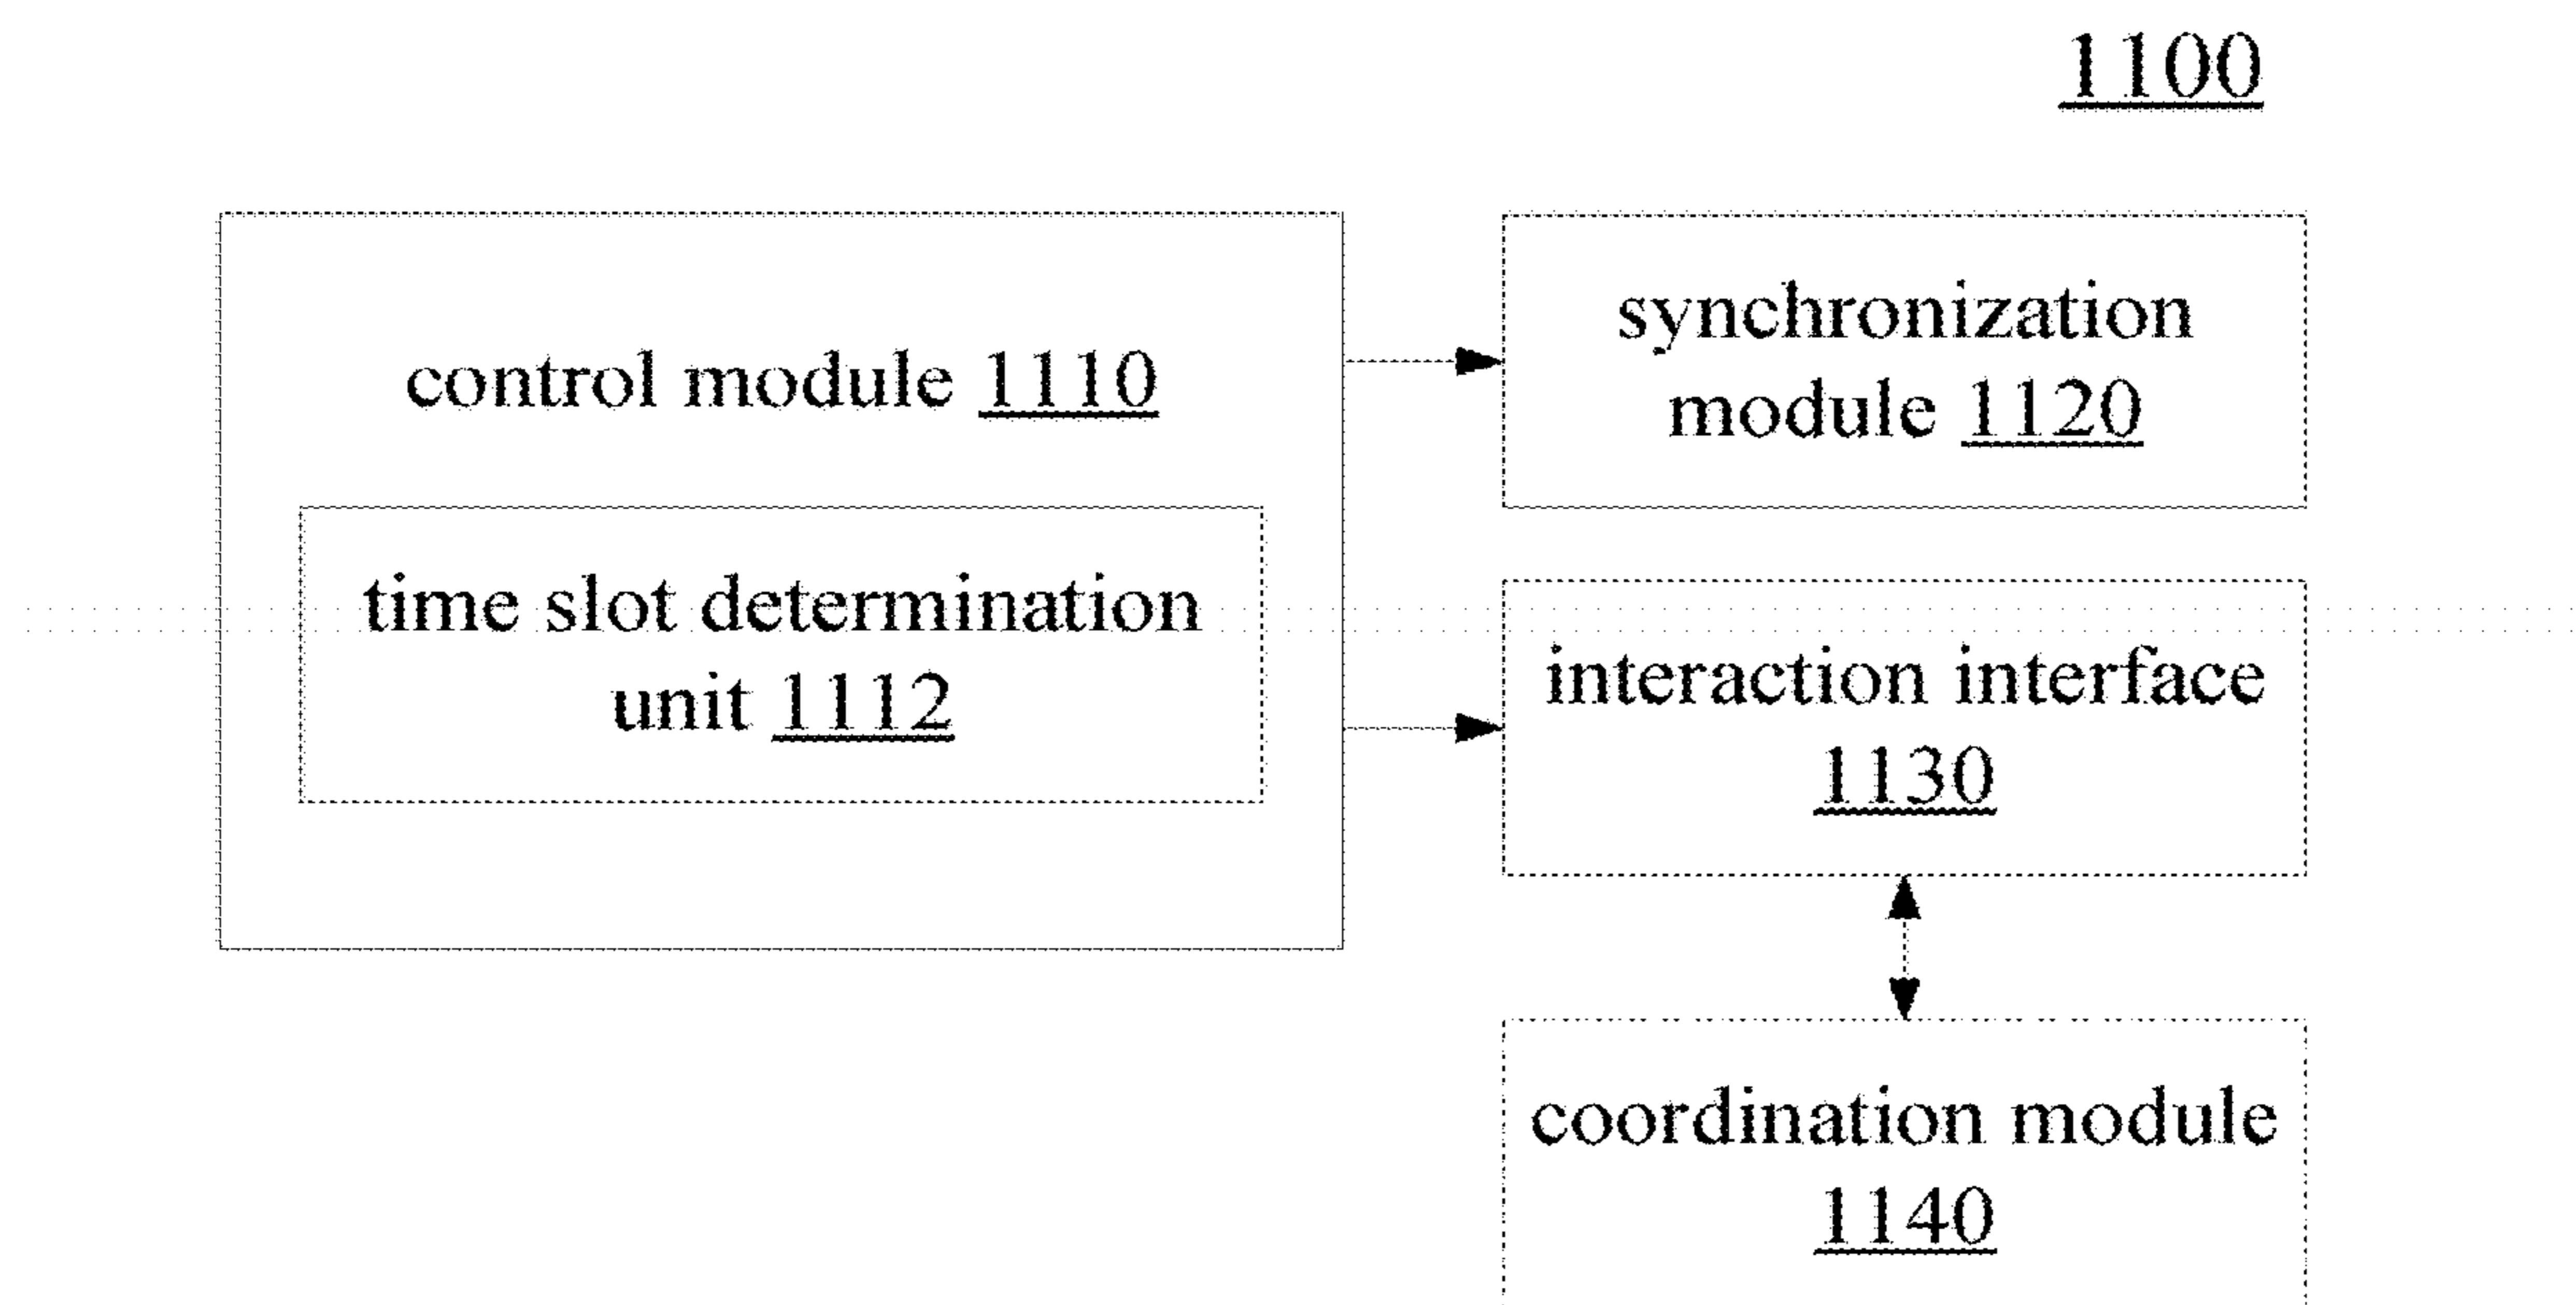 1100
control module 1110
time slot determination
unit 1112
synchronization
module 1120
interaction interface
1130
coordination module
1140